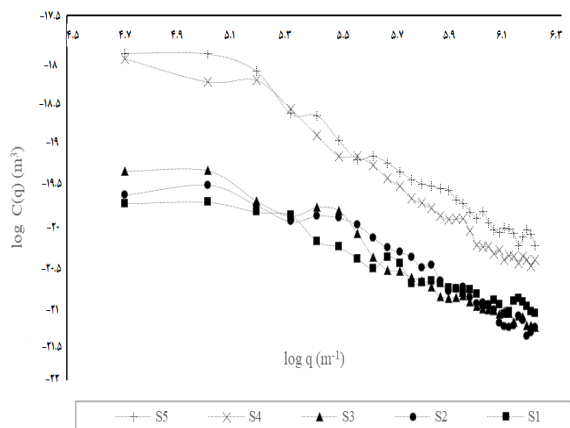 -۱۷.۵
۴.۵ ۴.۷ ۴.۹ ۵.۱ ۵.۳ ۵.۵ ۵.۷ ۵.۹ ۶.۱ ۶.۳
-۱۸
-۱۸.۵
-۱۹
-۱۹.۵
-۲۰
-۲۰.۵
-۲۱
-۲۱.۵
-۲۲
log C(q) (m³)
log q (m⁻¹)
S5 S4 S3 S2 S1